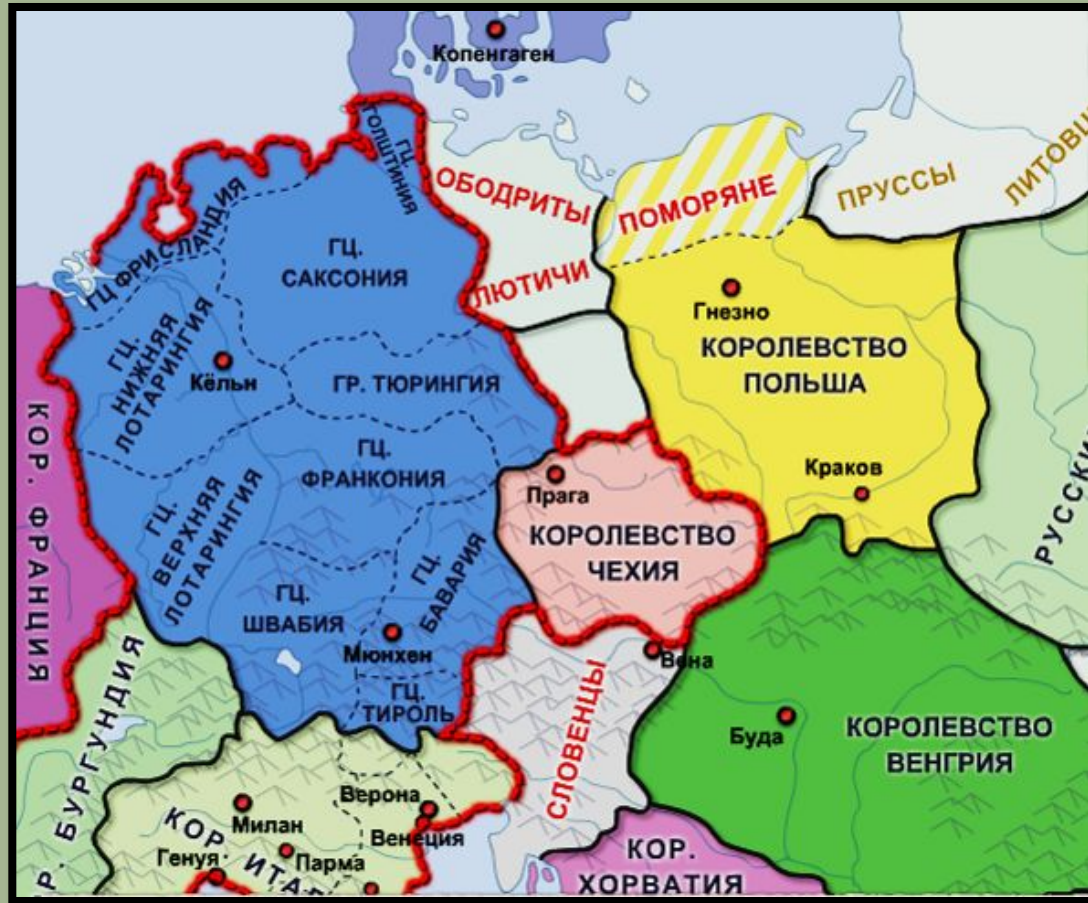 Копенгаген
ГЦ.
ГОЛШТИНИЯ
ОБОДРИТЫ
ПОМОРЯНЕ
ПРУССЫ
ГЦ ФРИСЛАНДИЯ
ГЦ.
САКСОНИЯ
ЛЮТИЧИ
Гнезно
ГЦ.
НИЖНЯЯ
ЛОТАРИНГИЯ
Кёльн
ГР. ТЮРИНГИЯ
КОРОЛЕВСТВО
ПОЛЬША
КОР. ФРАНЦИЯ
ГЦ.
ФРАНКОНИЯ
Прага
Краков
ГЦ.
ВЕРХНЯЯ
ЛОТАРИНГИЯ
КОРОЛЕВСТВО
ЧЕХИЯ
ГЦ.
БАВАРИЯ
ГЦ.
ШВАБИЯ
Мюнхен
Вена
ГЦ.
ТИРОЛЬ
СЛОВЕНЦЫ
Буда
КОРОЛЕВСТВО
ВЕНГРИЯ
Р. БУРГУНДИЯ
Верона
Милан
Венеция
КОР ИТА
Генуя
Парма
КОР.
ХОРВАТИЯ